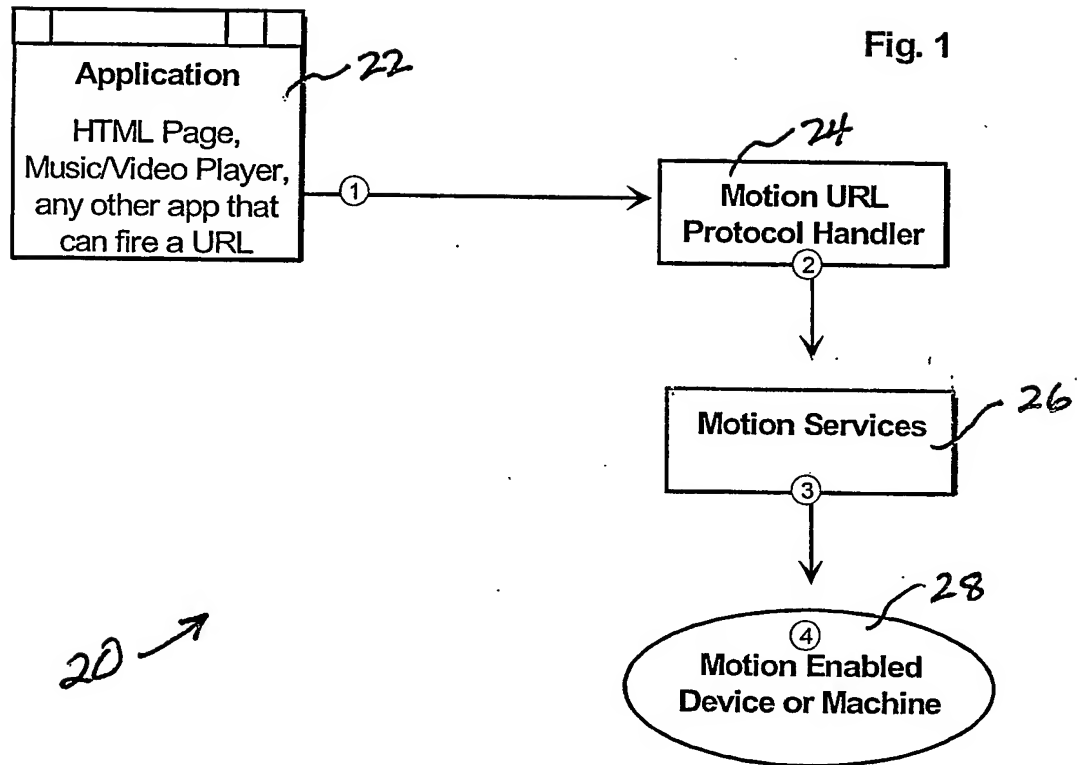 Fig. 1
Application
22
HTML Page,
Music/Video Player,
any other app that
can fire a URL
1
24
Motion URL
Protocol Handler
2
Motion Services
26
3
28
4
Motion Enabled
Device or Machine
20